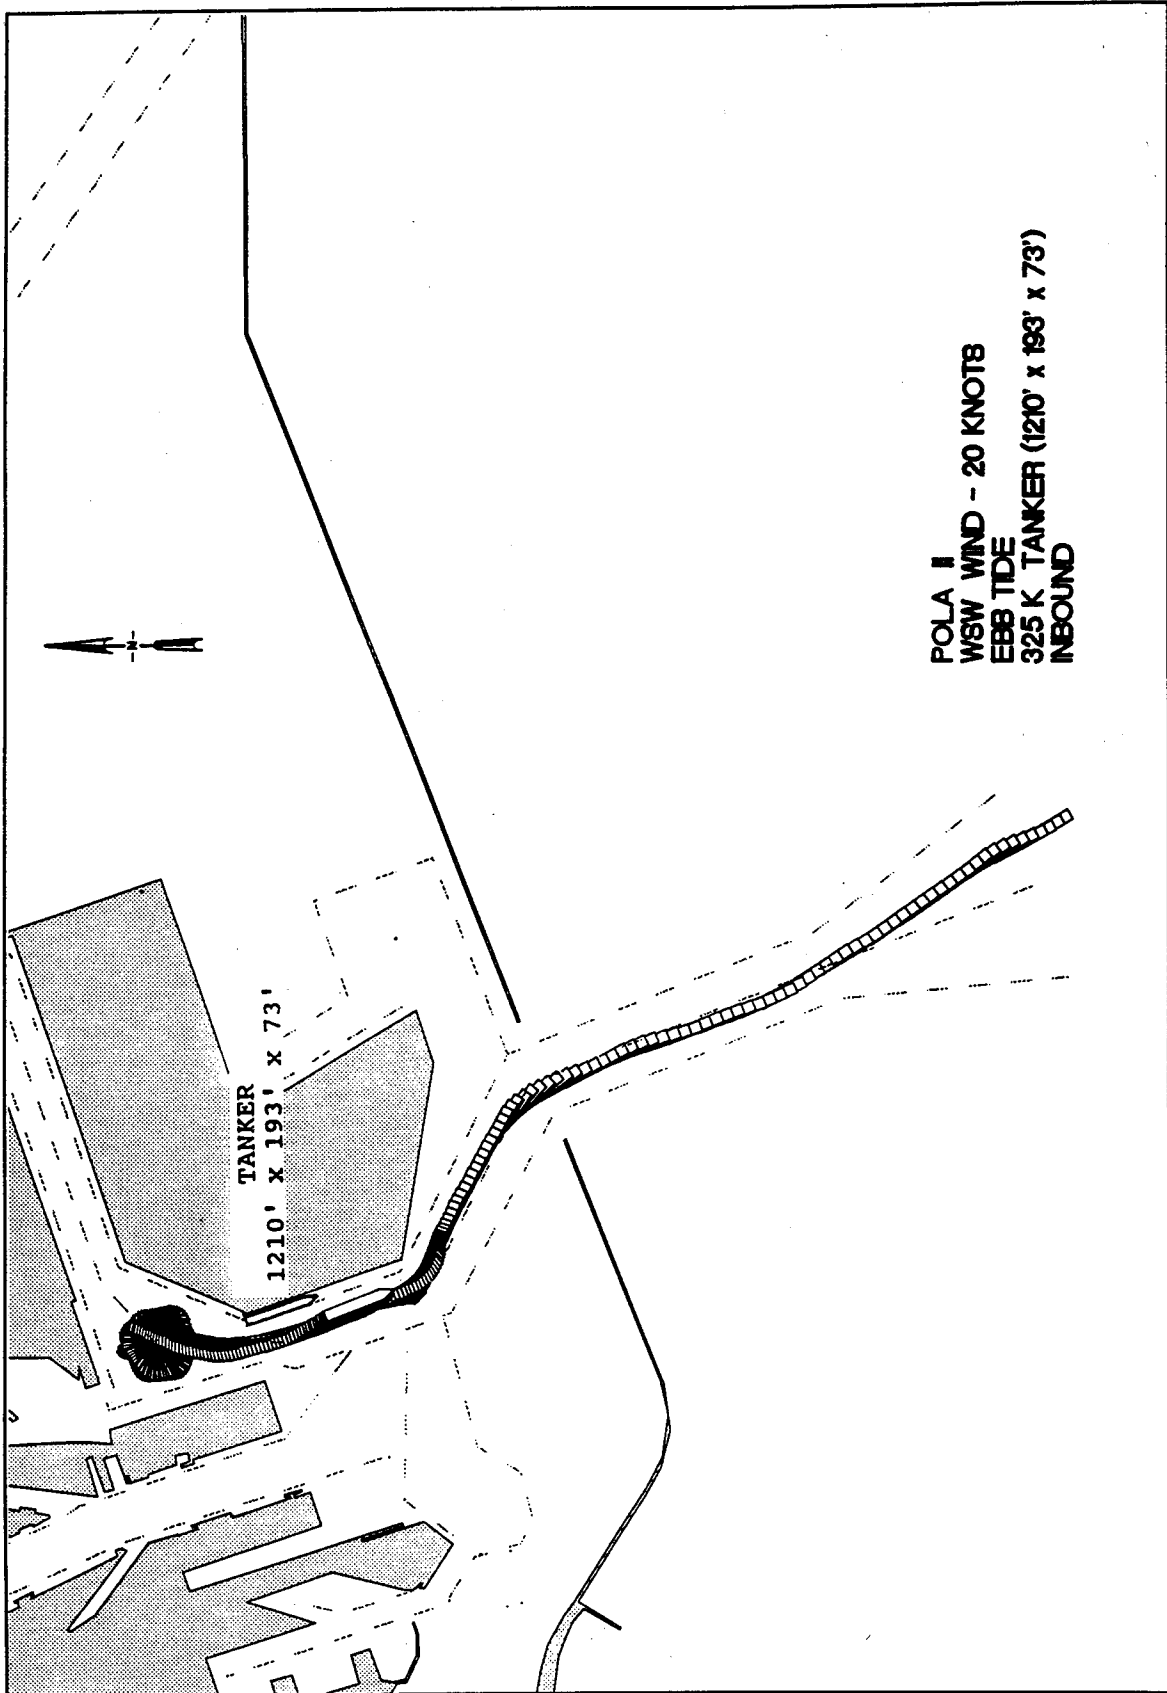 N
TANKER
1210' x 193' x 73'
POLA II
WSW WIND - 20 KNOTS
EBB TIDE
325 K TANKER (1210' x 193' x 73')
INBOUND